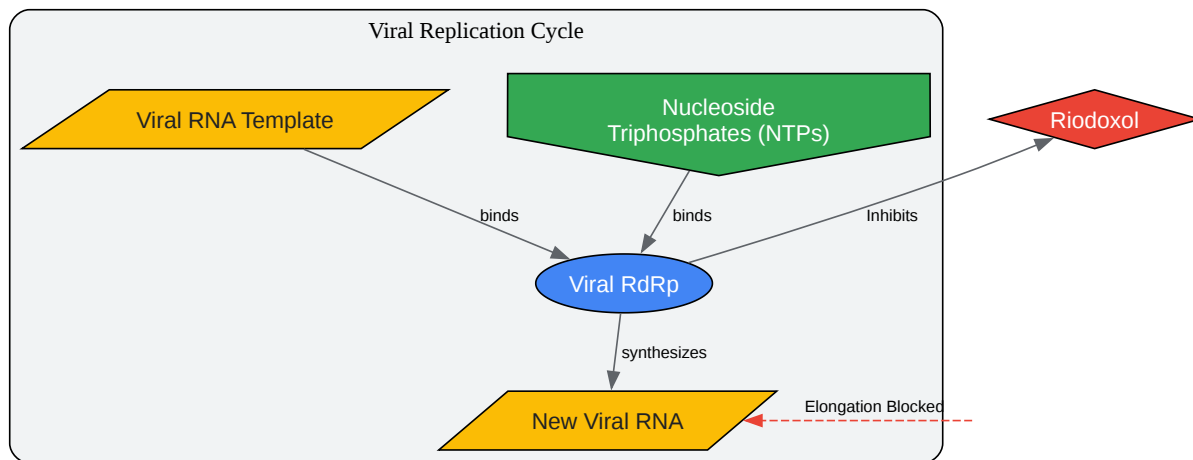 Viral Replication Cycle
Viral RNA Template
Nucleoside
Triphosphates (NTPs)
Riodoxol
binds
binds
Inhibits
Viral RdRp
synthesizes
Elongation Blocked
New Viral RNA